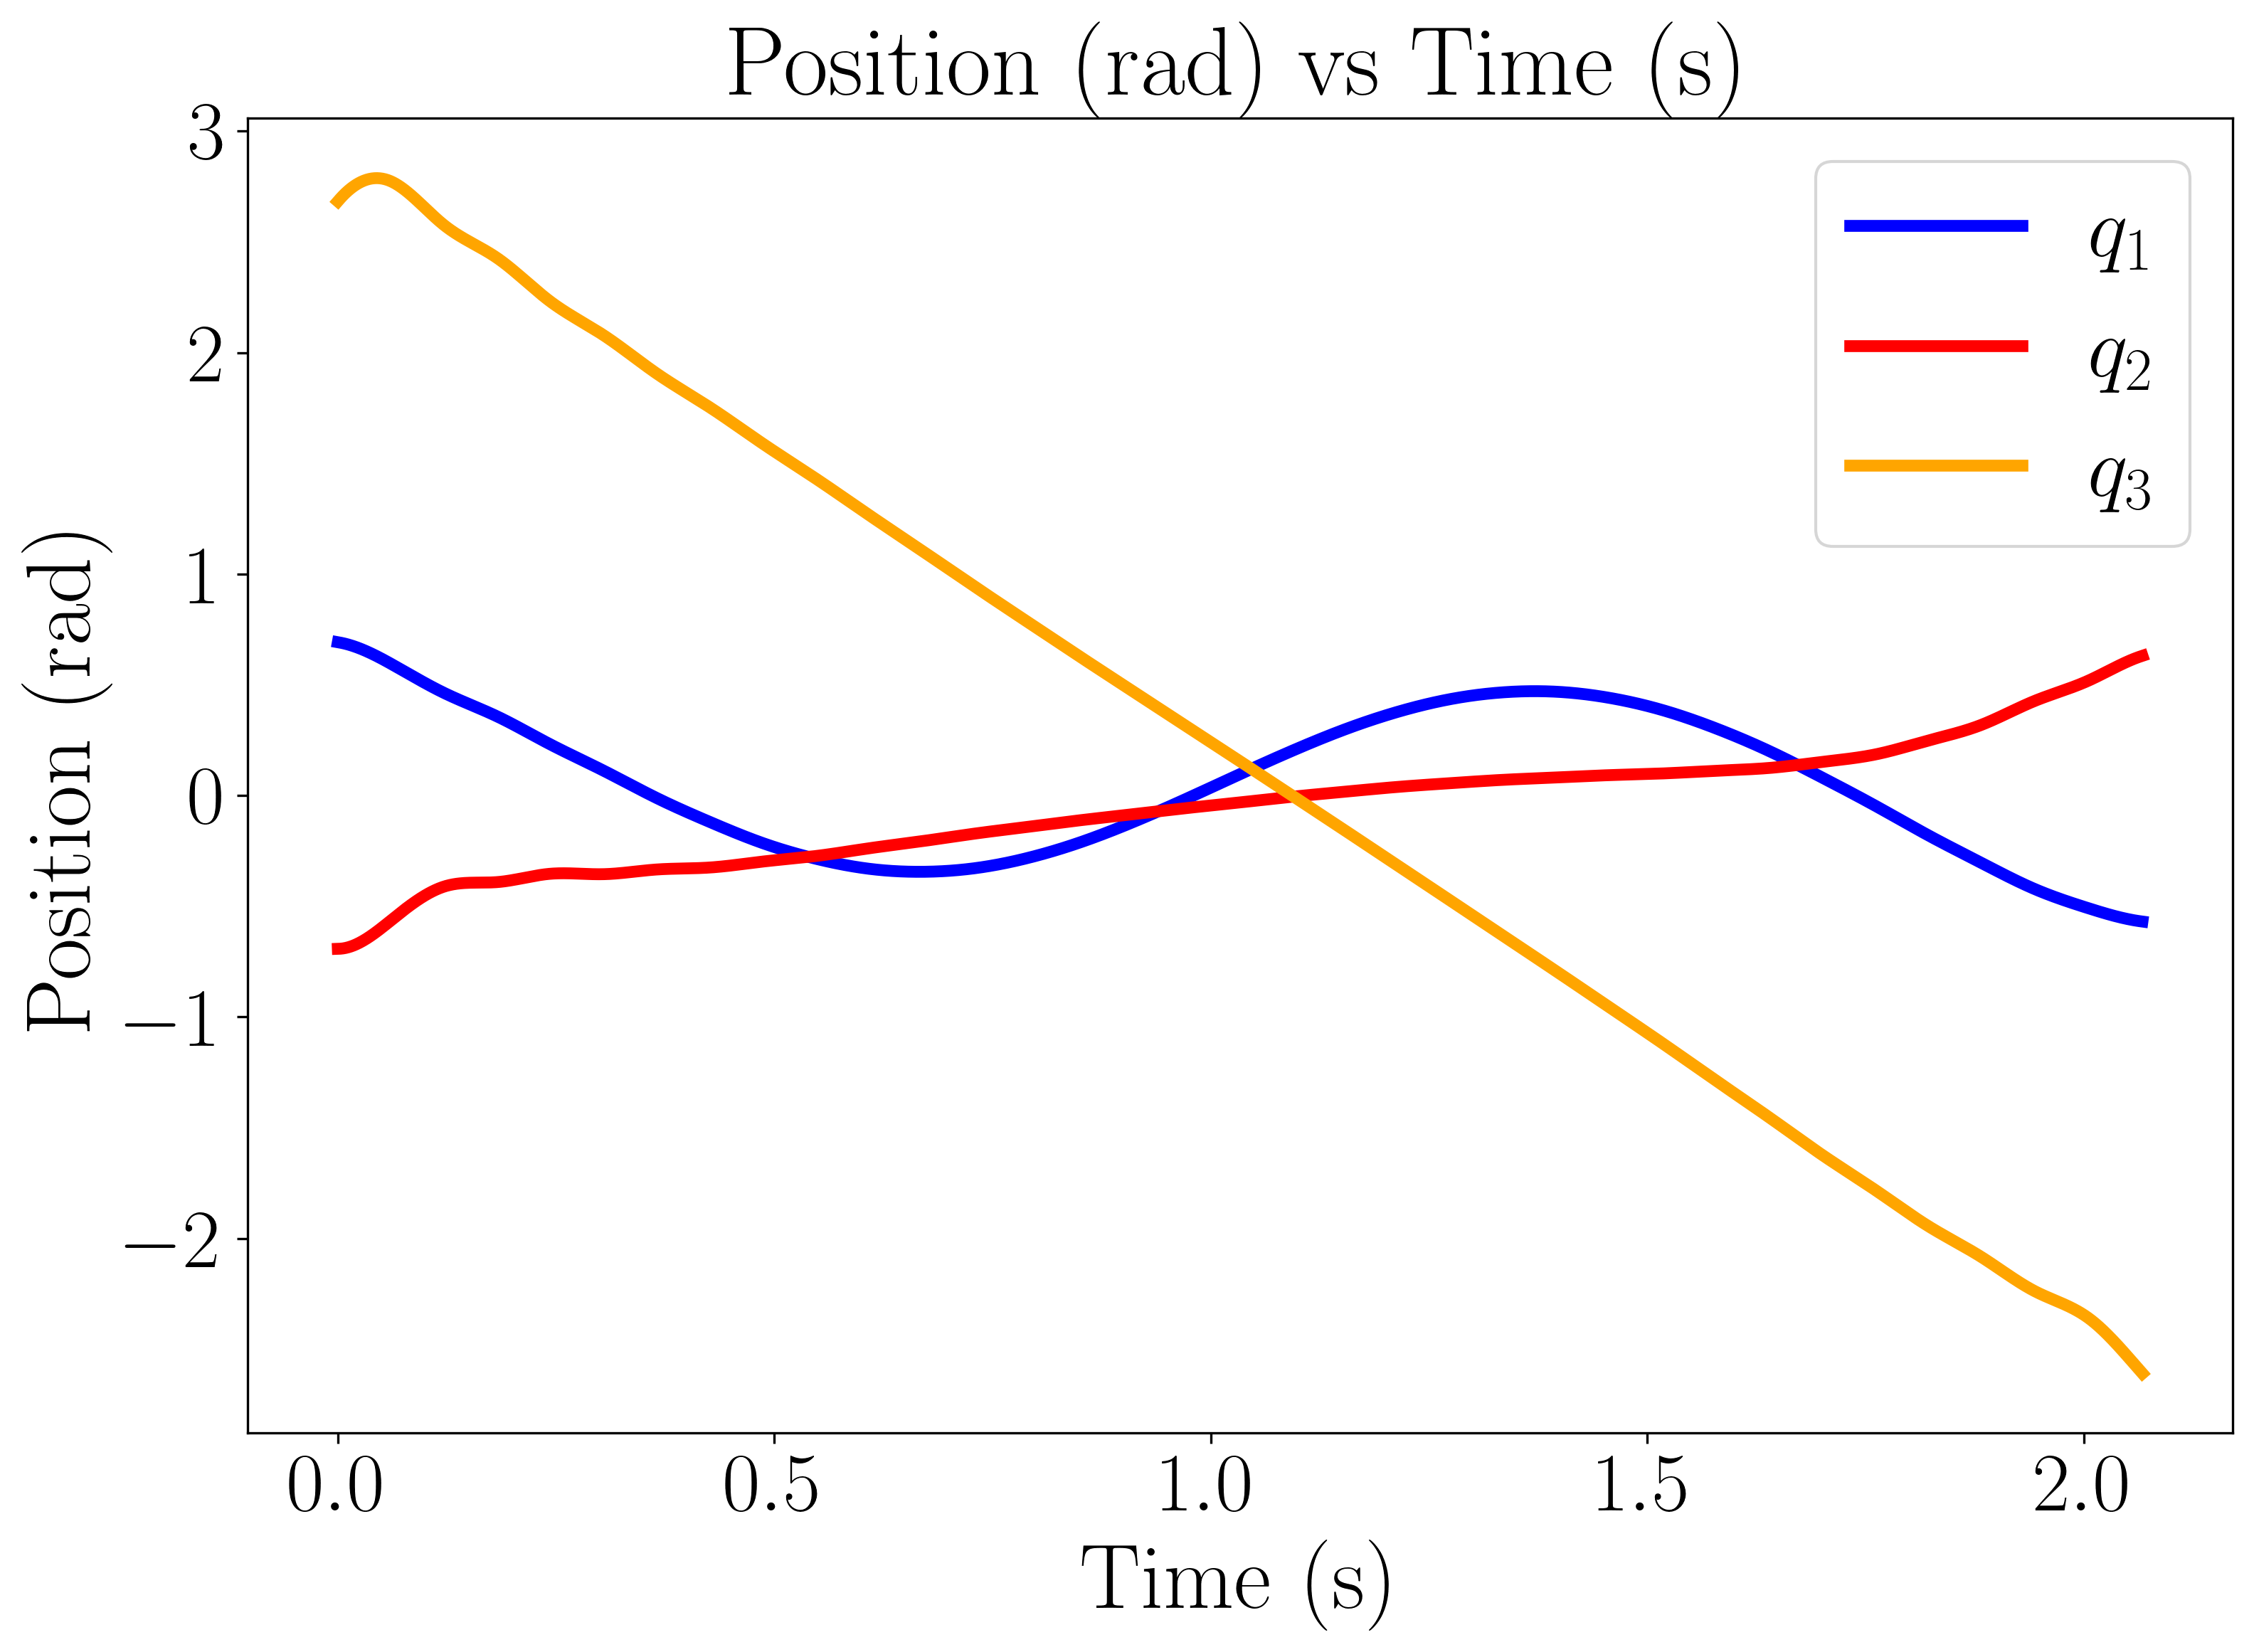 Position (rad) vs Time (s)
3
2
1
0
−1
−2
Position (rad)
q1
q2
q3
0.0 0.5 1.0 1.5 2.0
Time (s)